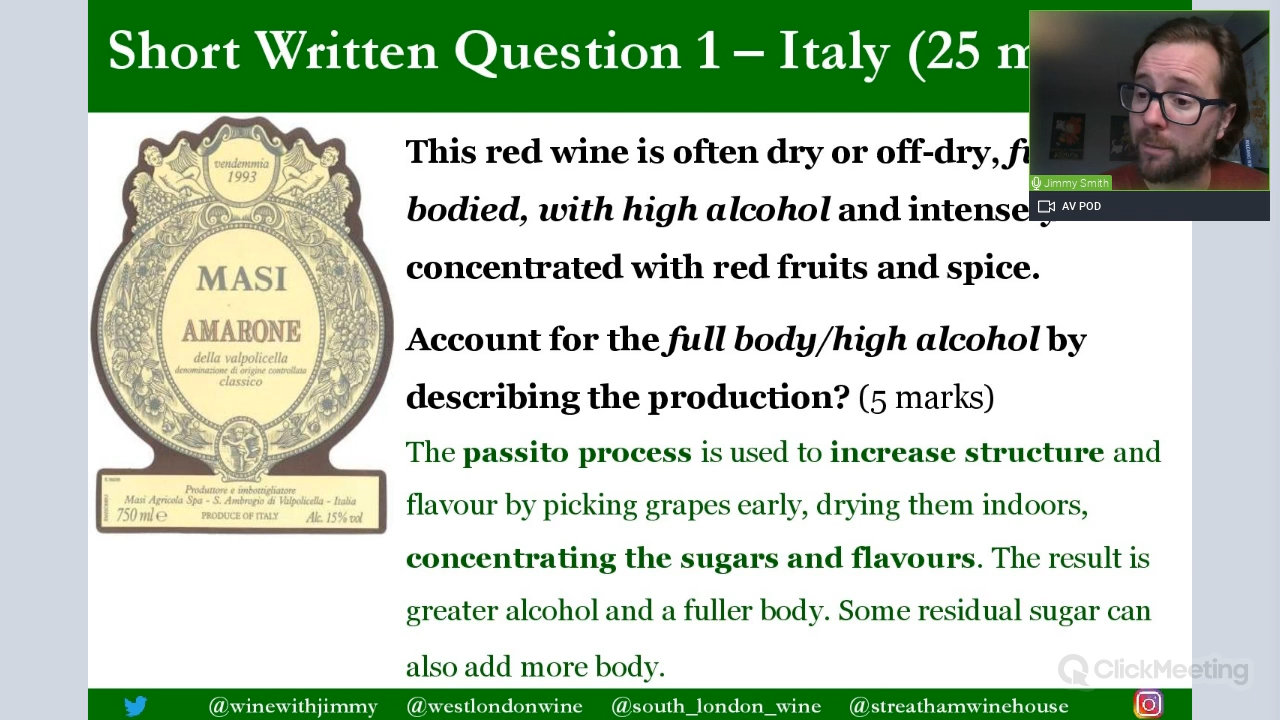 Short Written Question 1 – Italy (25 m
Jimmy Smith
AV POD
vendemmia
1993
MASI
AMARONE
della valpolicella
denominazione di origine controllata
classico
Produttore e imbottigliatore
Masi Agricola Spa - S. Ambrogio di Valpolicella - Italia
750 ml e PRODUCE OF ITALY Alc. 15% vol
This red wine is often dry or off-dry, fu
bodied, with high alcohol and intensely
concentrated with red fruits and spice.
Account for the full body/high alcohol by
describing the production? (5 marks)
The passito process is used to increase structure and
flavour by picking grapes early, drying them indoors,
concentrating the sugars and flavours. The result is
greater alcohol and a fuller body. Some residual sugar can
also add more body.
ClickMeeting
@winewithjimmy @westlondonwine @south_london_wine @streathamwinehouse